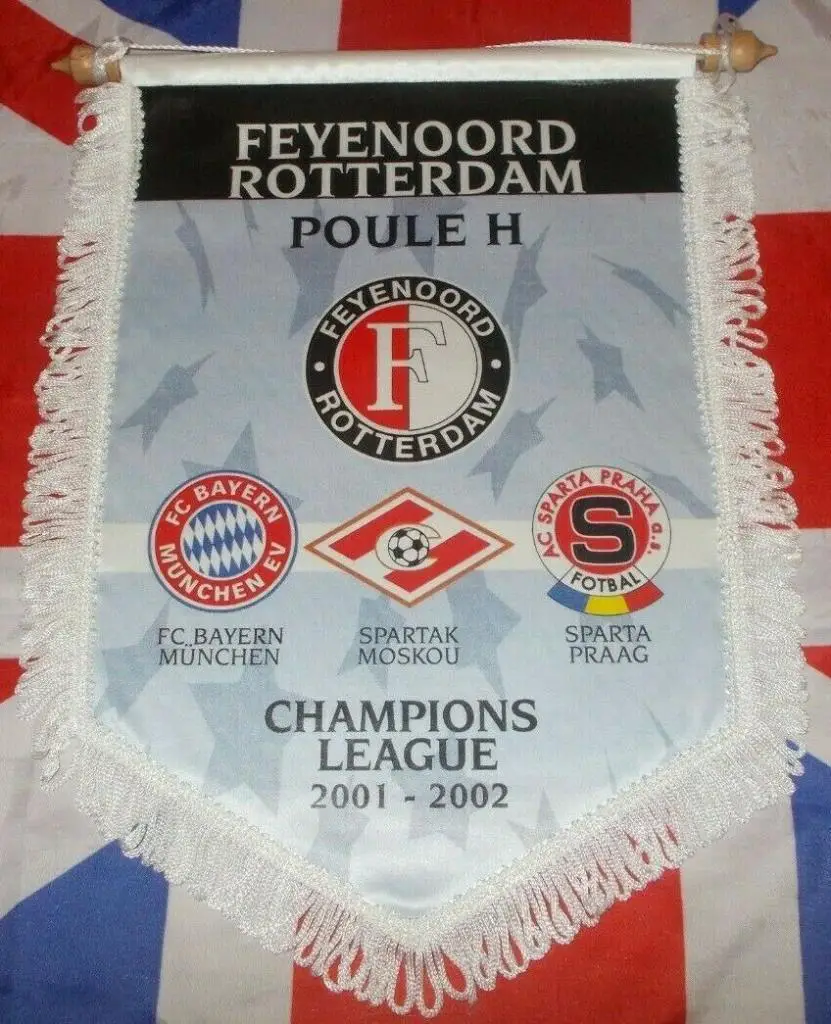 FEYENOORD
ROTTERDAM
POULE H
FEYENOORD
F
ROTTERDAM
FC BAYERN
MÜNCHEN EV
AC SPARTA PRAHA a.s.
S
FOTBAL
FC BAYERN
MÜNCHEN
SPARTAK
MOSKOU
SPARTA
PRAAG
CHAMPIONS
LEAGUE
2001 - 2002